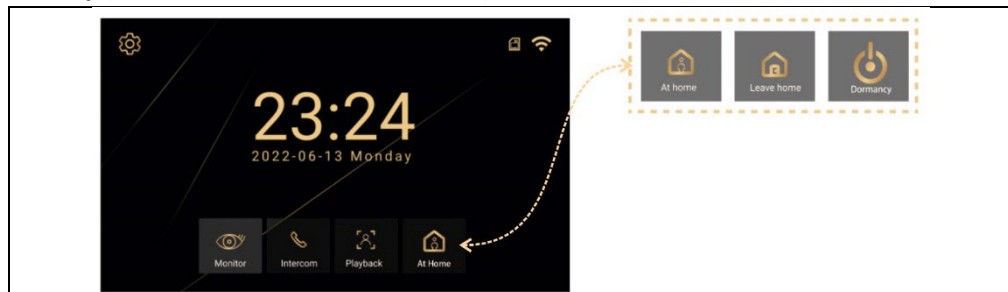 23:24
2022-06-13 Monday
Monitor Intercom Playback At Home
At home Leave home Dormancy